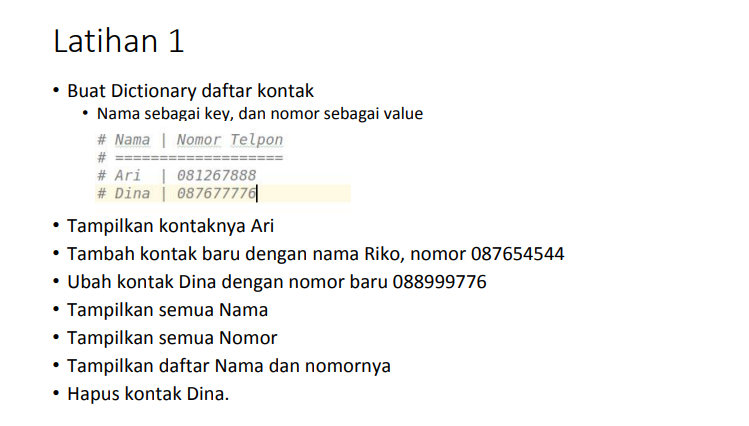 Latihan 1
• Buat Dictionary daftar kontak
• Nama sebagai key, dan nomor sebagai value
# Nama | Nomor Telpon
# ===================
# Ari | 081267888
# Dina | 087677776
• Tampilkan kontaknya Ari
• Tambah kontak baru dengan nama Riko, nomor 087654544
• Ubah kontak Dina dengan nomor baru 088999776
• Tampilkan semua Nama
• Tampilkan semua Nomor
• Tampilkan daftar Nama dan nomornya
• Hapus kontak Dina.